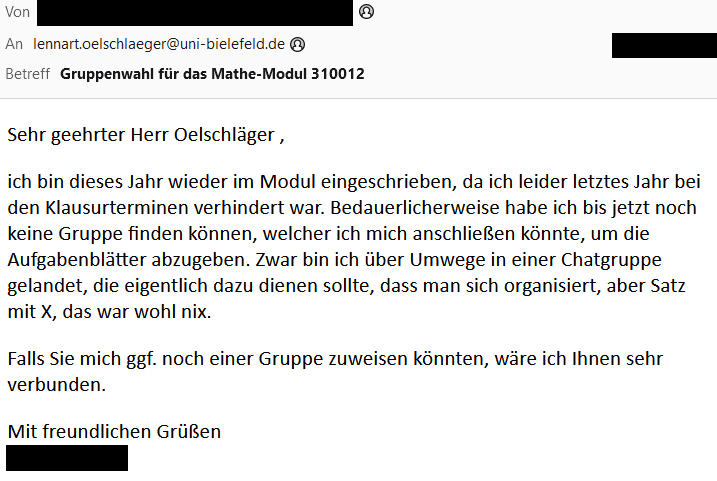 Von
An lennart.oelschlaeger@uni-bielefeld.de
Betreff Gruppenwahl für das Mathe-Modul 310012
Sehr geehrter Herr Oelschläger ,
ich bin dieses Jahr wieder im Modul eingeschrieben, da ich leider letztes Jahr bei
den Klausurterminen verhindert war. Bedauerlicherweise habe ich bis jetzt noch
keine Gruppe finden können, welcher ich mich anschließen könnte, um die
Aufgabenblätter abzugeben. Zwar bin ich über Umwege in einer Chatgruppe
gelandet, die eigentlich dazu dienen sollte, dass man sich organisiert, aber Satz
mit X, das war wohl nix.
Falls Sie mich ggf. noch einer Gruppe zuweisen könnten, wäre ich Ihnen sehr
verbunden.
Mit freundlichen Grüßen